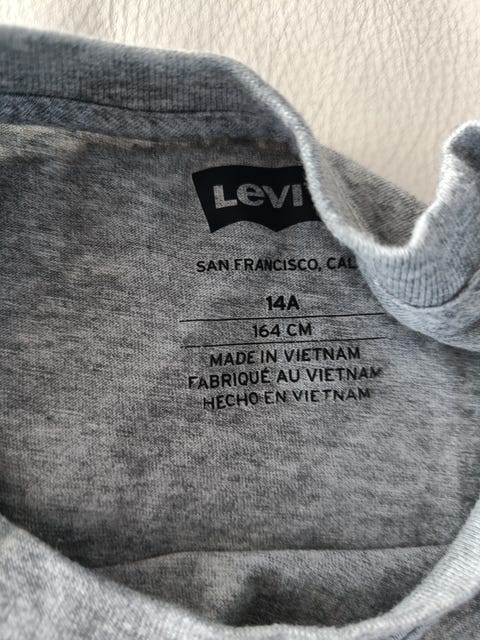 Levi
SAN FRANCISCO, CAL
14A
164 CM
MADE IN VIETNAM
FABRIQUÉ AU VIETNAM
HECHO EN VIETNAM